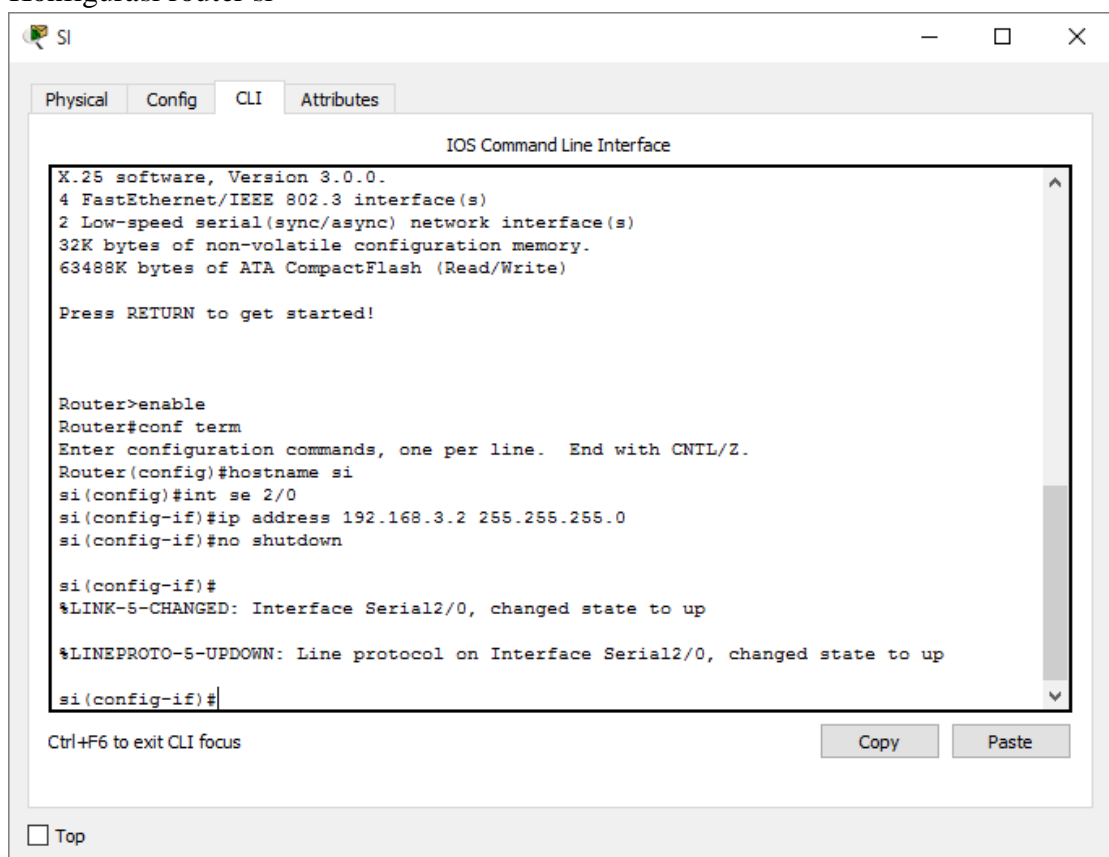 Konfigurasi router si
SI
Physical Config CLI Attributes
IOS Command Line Interface
X.25 software, Version 3.0.0.
4 FastEthernet/IEEE 802.3 interface(s)
2 Low-speed serial(sync/async) network interface(s)
32K bytes of non-volatile configuration memory.
63488K bytes of ATA CompactFlash (Read/Write)
Press RETURN to get started!
Router>enable
Router#conf term
Enter configuration commands, one per line.  End with CNTL/Z.
Router(config)#hostname si
si(config)#int se 2/0
si(config-if)#ip address 192.168.3.2 255.255.255.0
si(config-if)#no shutdown
si(config-if)#
%LINK-5-CHANGED: Interface Serial2/0, changed state to up
%LINEPROTO-5-UPDOWN: Line protocol on Interface Serial2/0, changed state to up
si(config-if)#
Ctrl+F6 to exit CLI focus
Copy Paste
Top